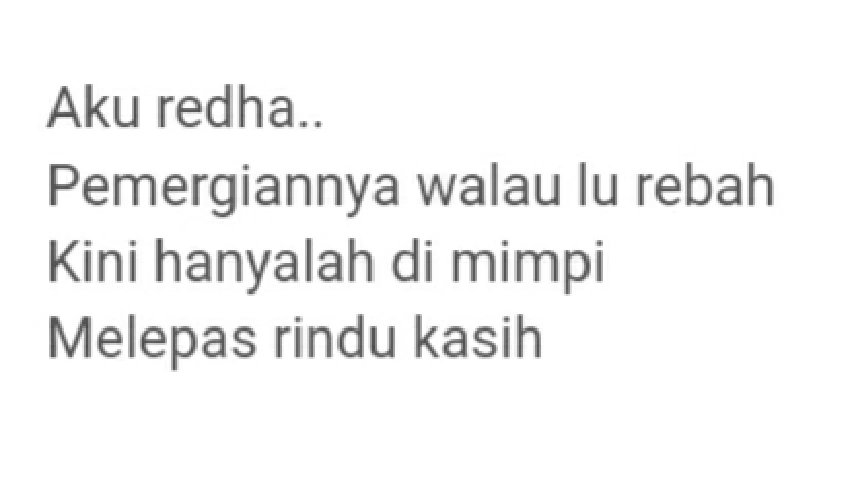 Aku redha..
Pemergiannya walau lu rebah
Kini hanyalah di mimpi
Melepas rindu kasih